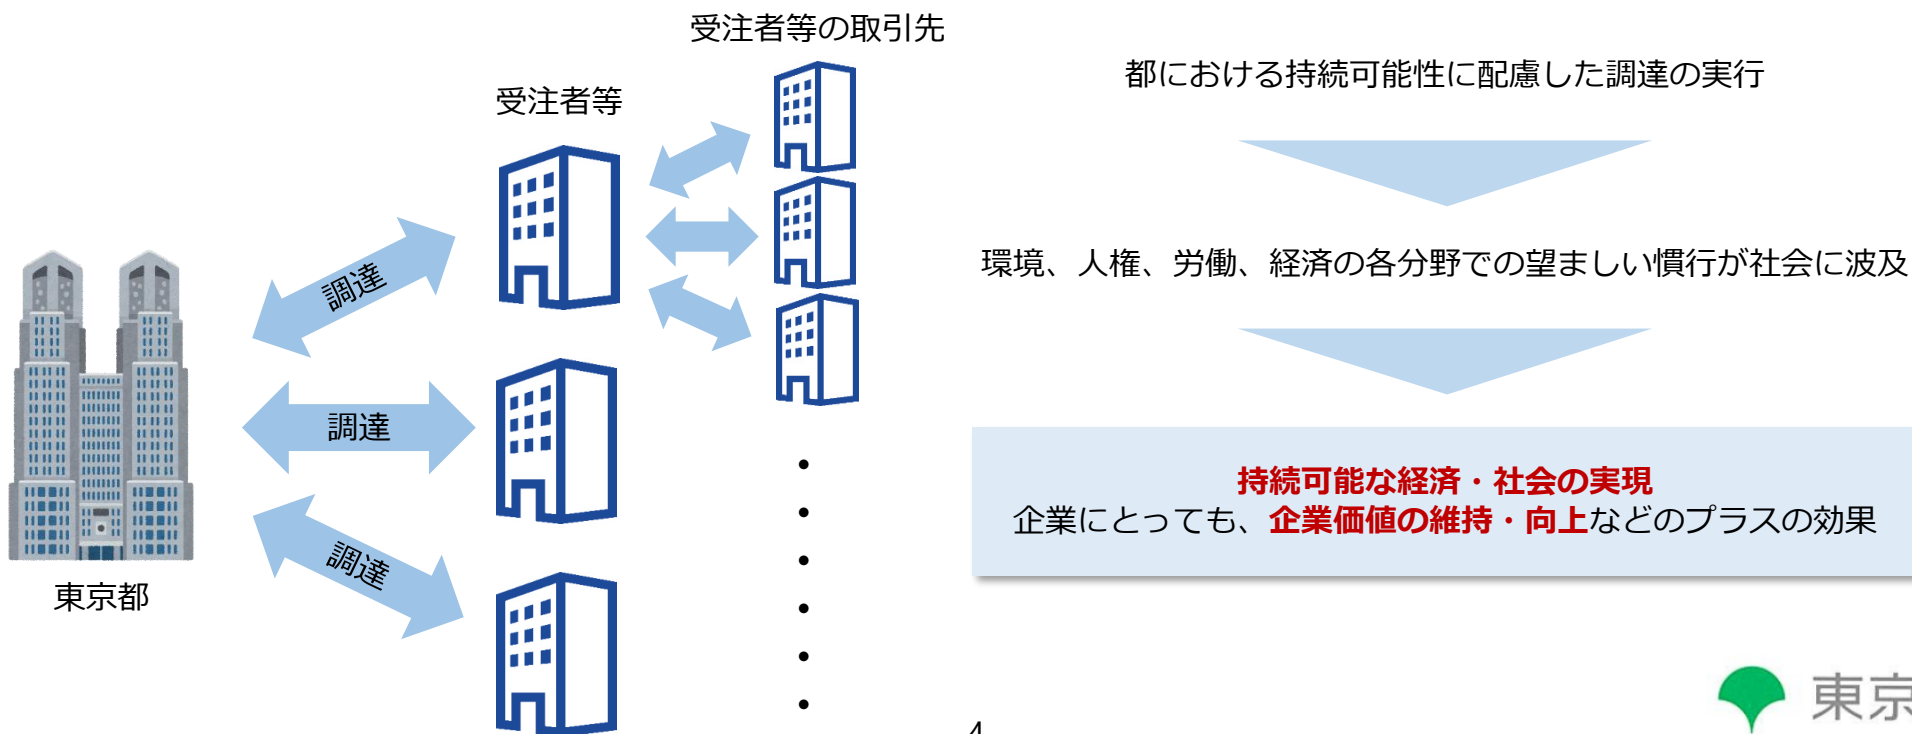 受注者等の取引先
受注者等
調達
調達
調達
東京都
都における持続可能性に配慮した調達の実行
環境、人権、労働、経済の各分野での望ましい慣行が社会に波及
持続可能な経済・社会の実現
企業にとっても、企業価値の維持・向上などのプラスの効果
4
東京